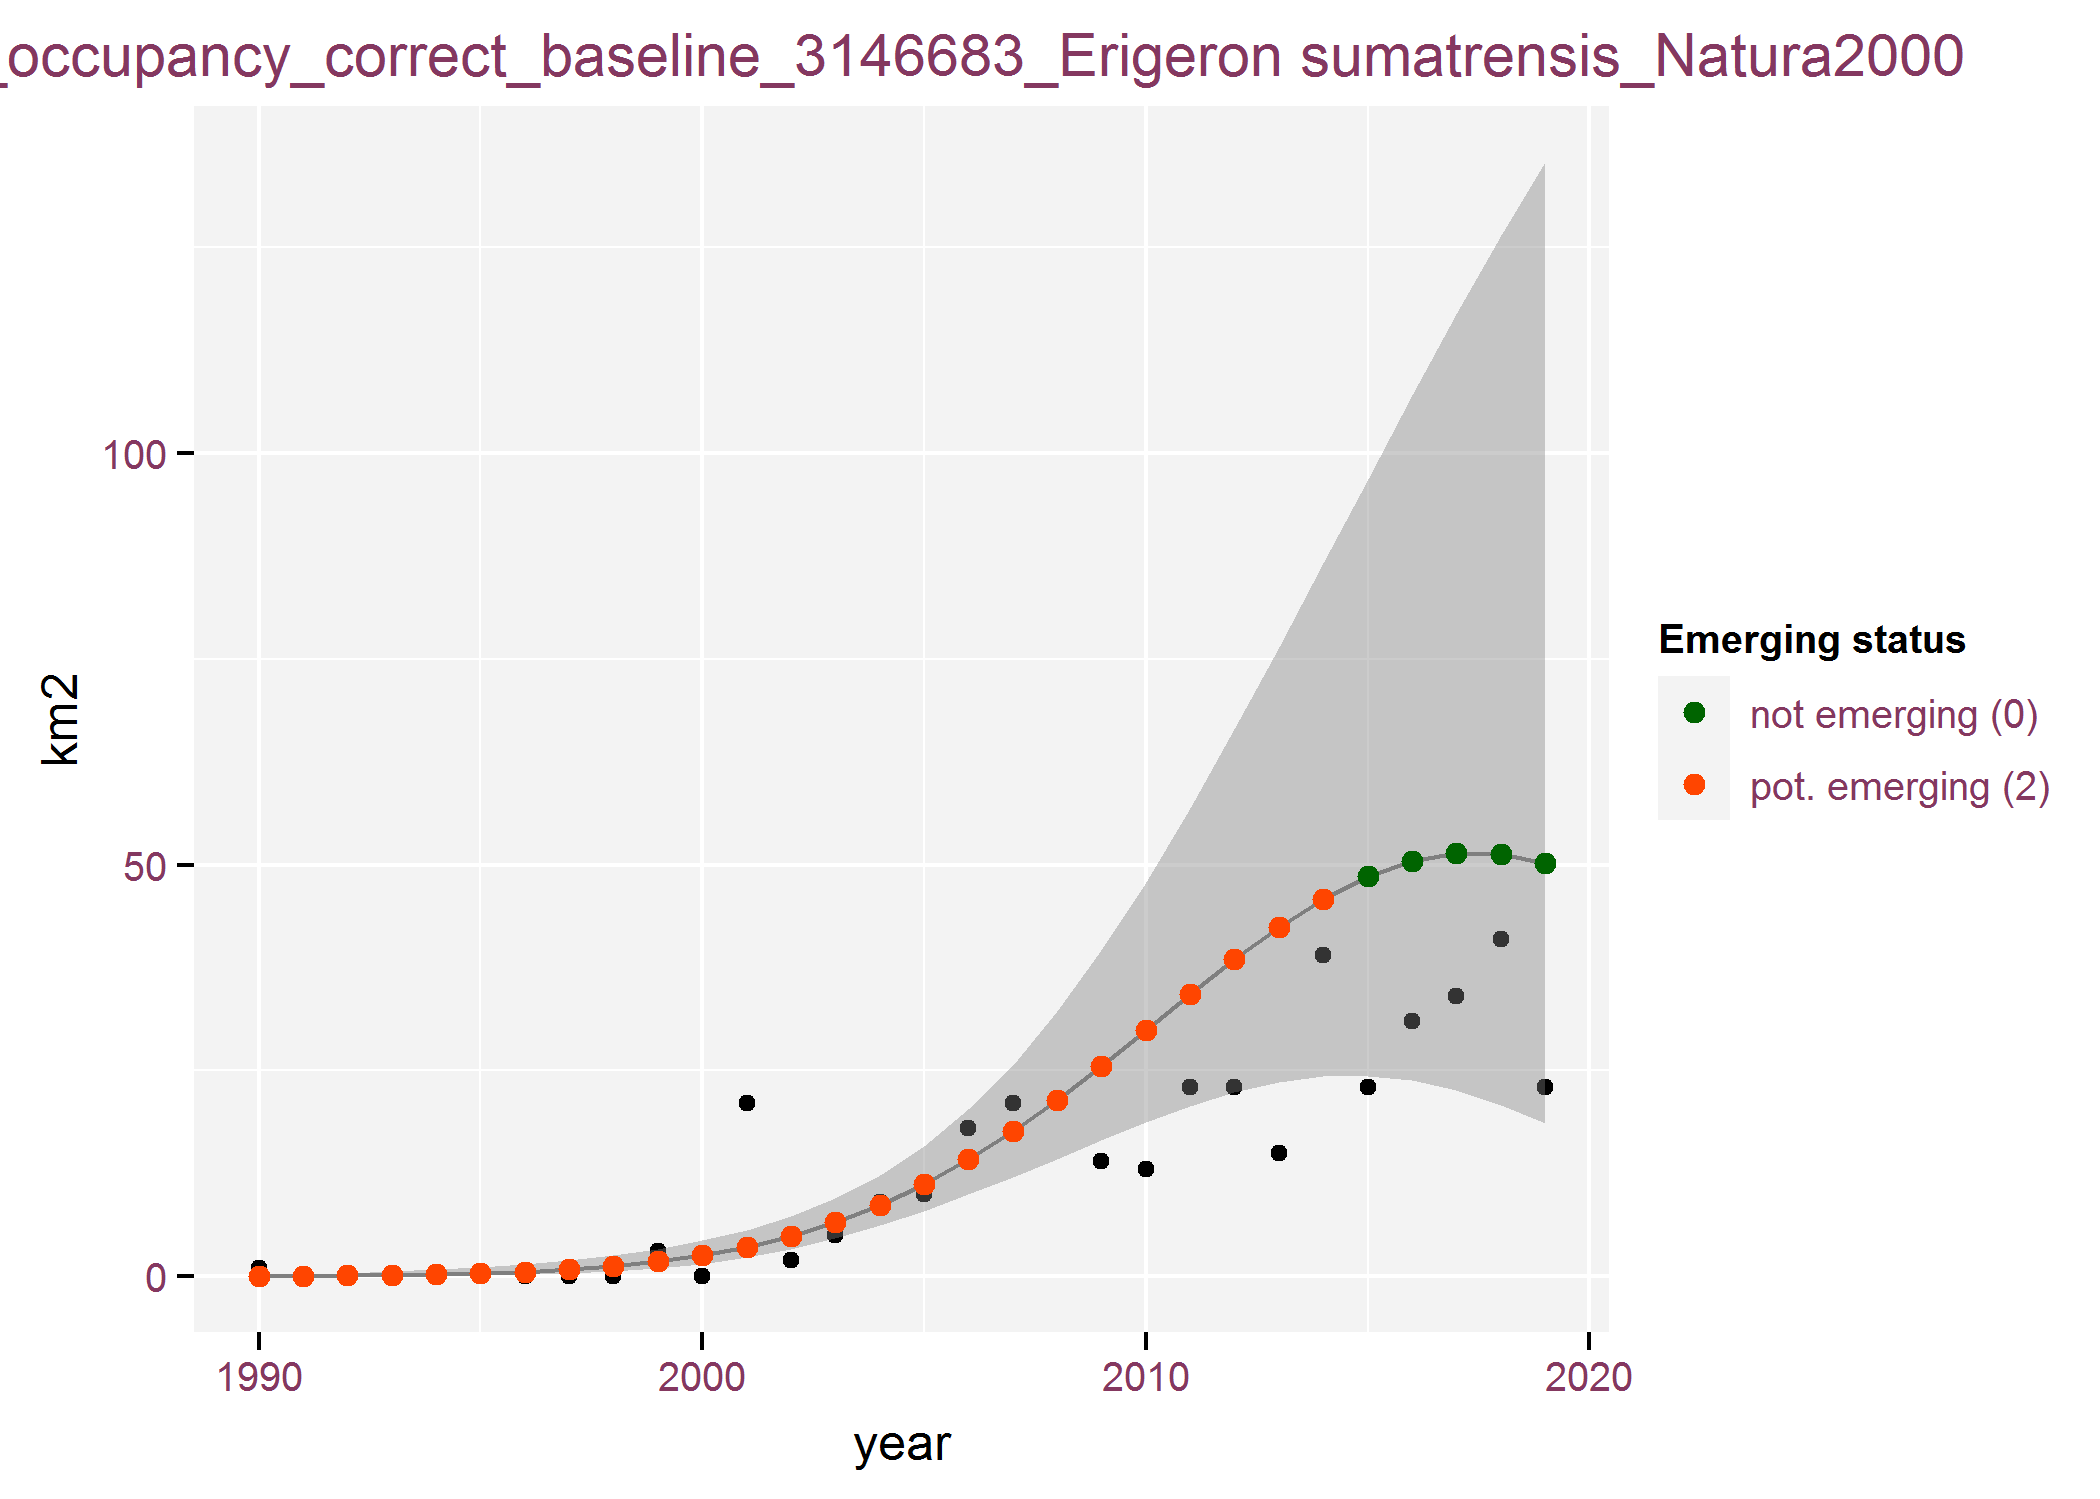 _occupancy_correct_baseline_3146683_Erigeron sumatrensis_Natura2000
100
50
0
km2
1990
2000
2010
2020
year
Emerging status
not emerging (0)
pot. emerging (2)